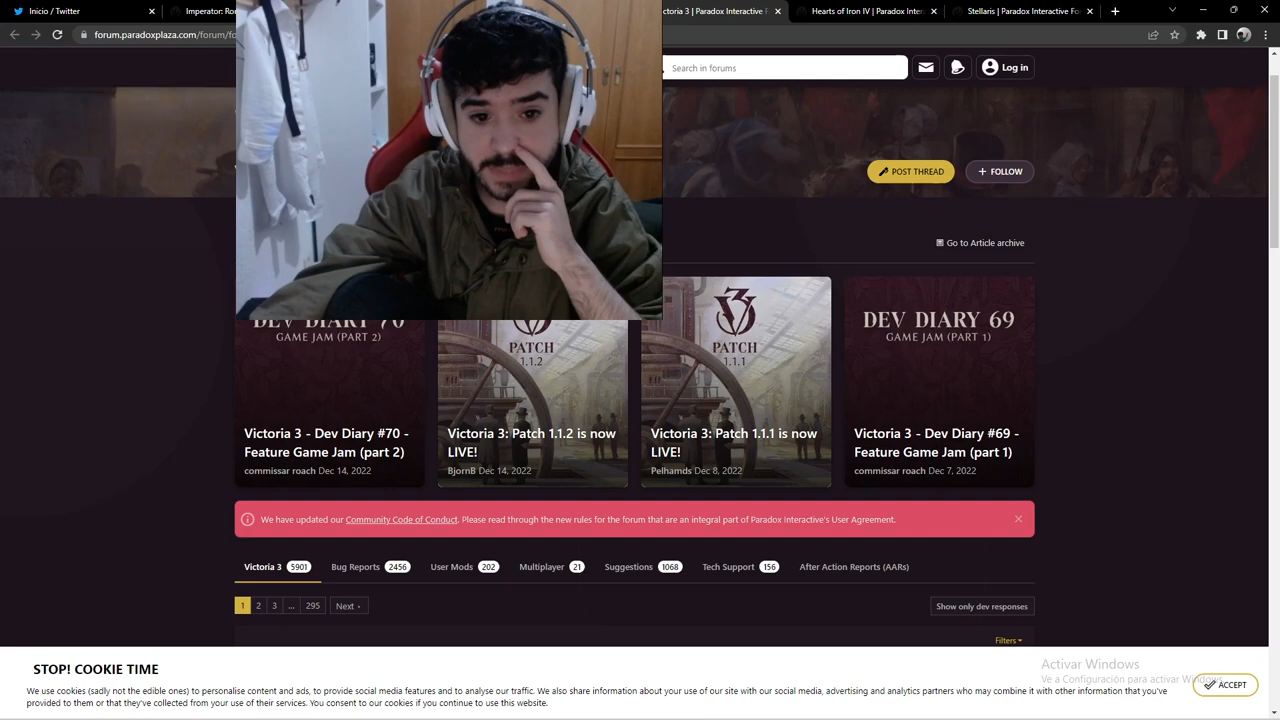 Inicio / Twitter
Imperator: Ro
ctoria 3 | Paradox Interactive F
Hearts of Iron IV | Paradox Intera
Stellaris | Paradox Interactive Fo
forum.paradoxplaza.com/forum/fo
Search in forums
Log in
POST THREAD
FOLLOW
Go to Article archive
DEV DIARY 70
GAME JAM (PART 2)
Victoria 3 - Dev Diary #70 -
Feature Game Jam (part 2)
commissar roach Dec 14, 2022
PATCH
1.1.2
Victoria 3: Patch 1.1.2 is now
LIVE!
BjornB Dec 14, 2022
V3
PATCH
1.1.1
Victoria 3: Patch 1.1.1 is now
LIVE!
Pelhamds Dec 8, 2022
DEV DIARY 69
GAME JAM (PART 1)
Victoria 3 - Dev Diary #69 -
Feature Game Jam (part 1)
commissar roach Dec 7, 2022
We have updated our Community Code of Conduct. Please read through the new rules for the forum that are an integral part of Paradox Interactive's User Agreement.
Victoria 3 5901 Bug Reports 2456 User Mods 202 Multiplayer 21 Suggestions 1068 Tech Support 156 After Action Reports (AARs)
1 2 3 ... 295 Next
Show only dev responses
Filters
STOP! COOKIE TIME
We use cookies (sadly not the edible ones) to personalise content and ads, to provide social media features and to analyse our traffic. We also share information about your use of our site with our social media, advertising and analytics partners who may combine it with other information that you've
provided to them or that they've collected from your use of their services. You consent to our cookies if you continue to use this website.
Activar Windows
Ve a Configuración para activar Windows.
ACCEPT